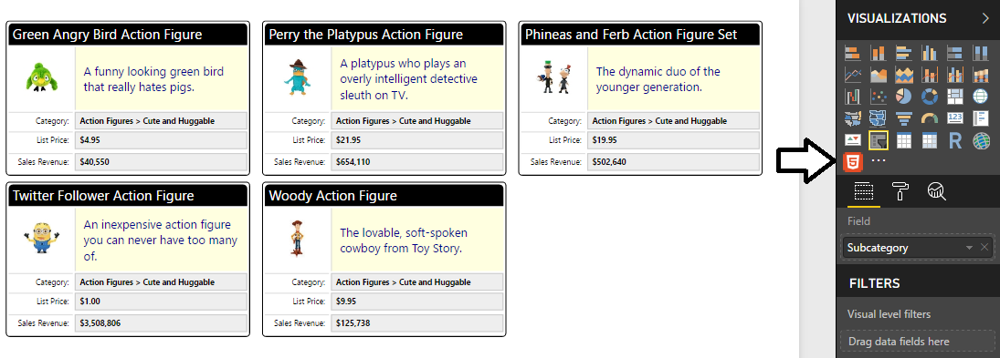 Green Angry Bird Action Figure
A funny looking green bird
that really hates pigs.
Category: Action Figures > Cute and Huggable
List Price: $4.95
Sales Revenue: $40,550
Perry the Platypus Action Figure
A platypus who plays an
overly intelligent detective
sleuth on TV.
Category: Action Figures > Cute and Huggable
List Price: $21.95
Sales Revenue: $654,110
Phineas and Ferb Action Figure Set
The dynamic duo of the
younger generation.
Category: Action Figures > Cute and Huggable
List Price: $19.95
Sales Revenue: $502,640
Twitter Follower Action Figure
An inexpensive action figure
you can never have too many
of.
Category: Action Figures > Cute and Huggable
List Price: $1.00
Sales Revenue: $3,508,806
Woody Action Figure
The lovable, soft-spoken
cowboy from Toy Story.
Category: Action Figures > Cute and Huggable
List Price: $9.95
Sales Revenue: $125,738
VISUALIZATIONS
123
R
5
Field
Subcategory
FILTERS
Visual level filters
Drag data fields here